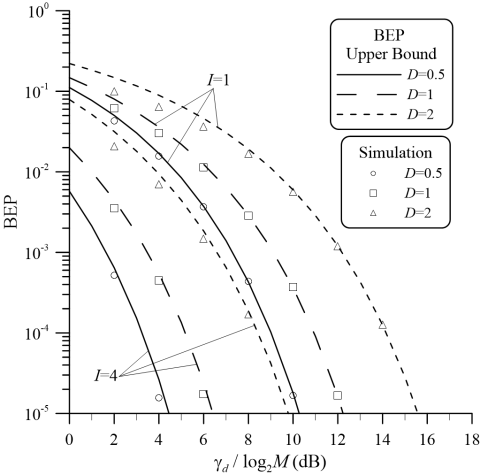 10⁰
10⁻¹
10⁻²
10⁻³
10⁻⁴
10⁻⁵
BEP
I=1
I=4
BEP
Upper Bound
D=0.5
D=1
D=2
Simulation
D=0.5
D=1
D=2
0 2 4 6 8 10 12 14 16 18
γd / log₂M (dB)